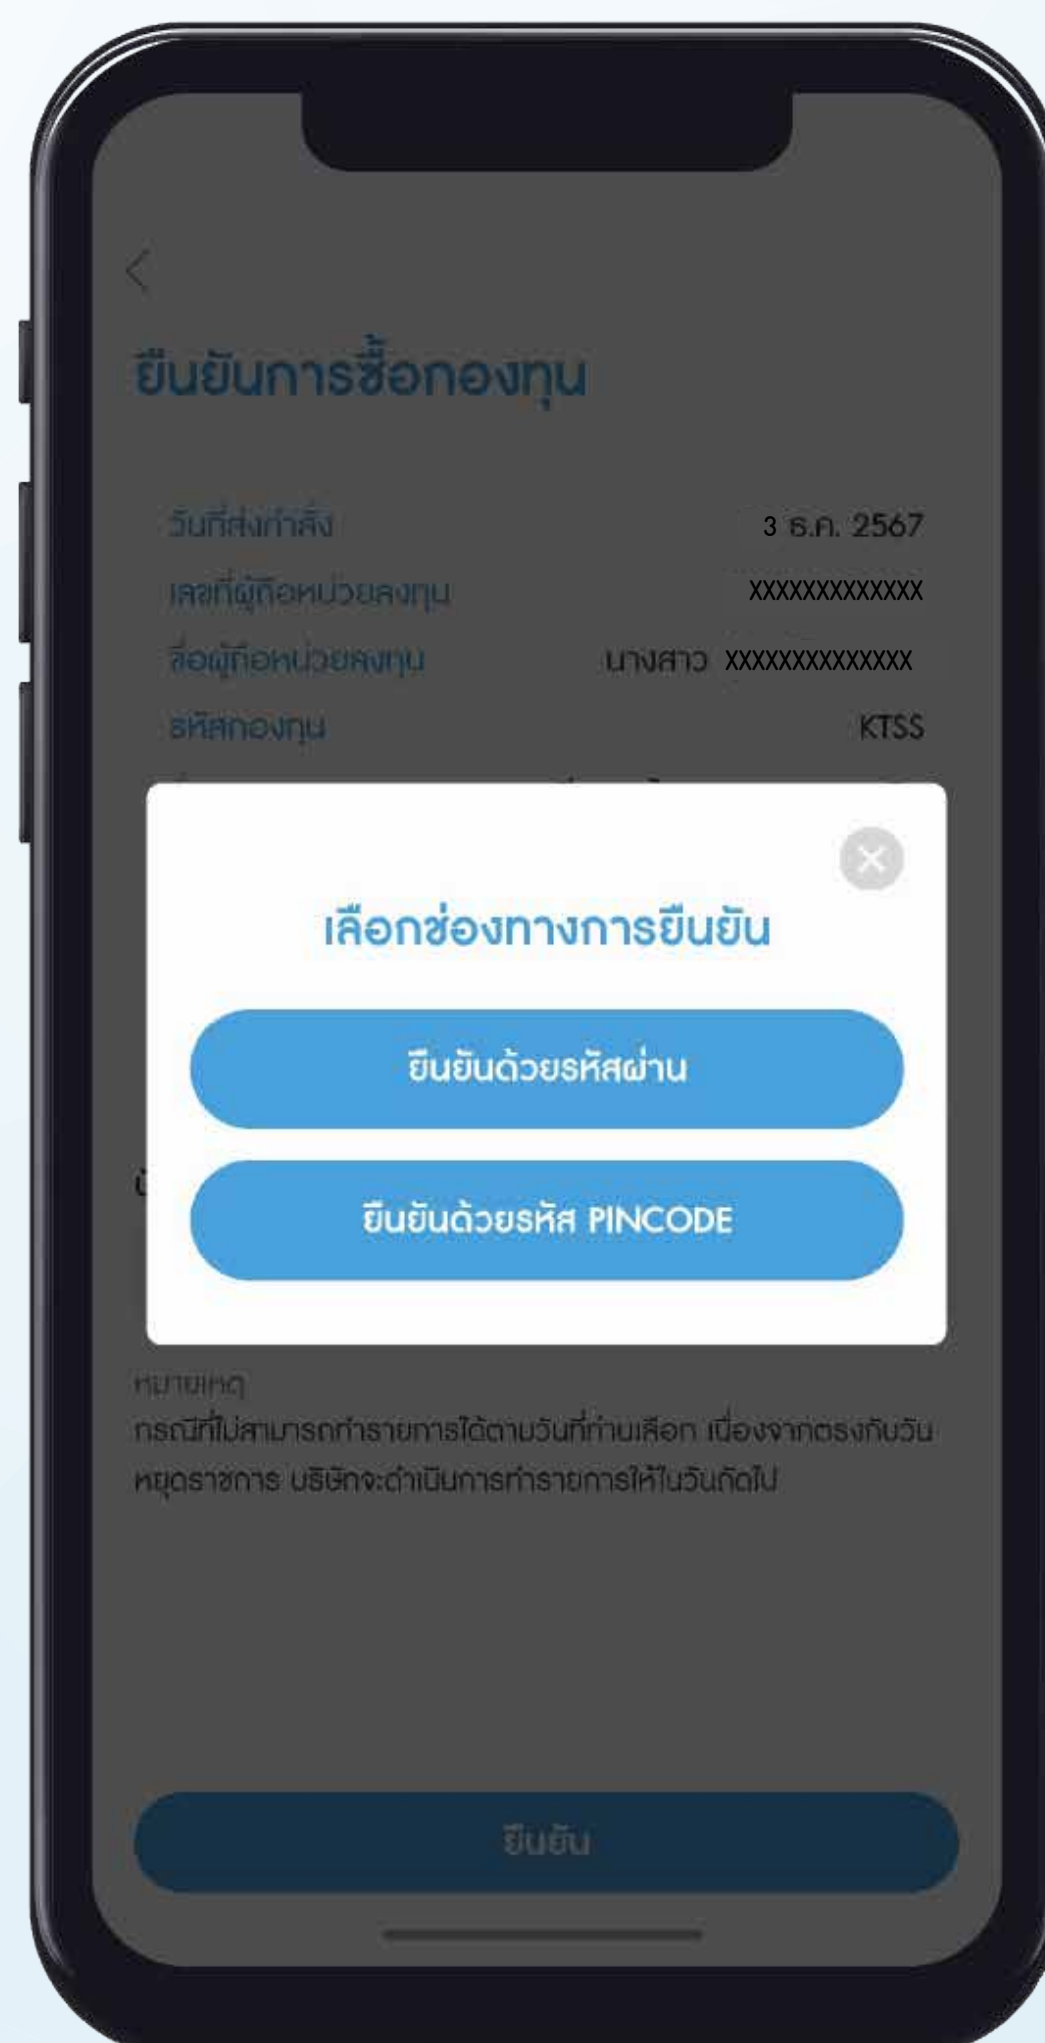 ยืนยันการซื้อกองทุน
วันที่ส่งคำสั่ง 3 ธ.ค. 2567
เลขที่ผู้ถือหน่วยลงทุน XXXXXXXXXXXXX
ชื่อผู้ถือหน่วยลงทุน นางสาว XXXXXXXXXXXXXX
รหัสกองทุน KTSS
เลือกช่องทางการยืนยัน
ยืนยันด้วยรหัสผ่าน
ยืนยันด้วยรหัส PINCODE
หมายเหตุ
กรณีที่ไม่สามารถทำรายการได้ตามวันที่ท่านเลือก เนื่องจากตรงกับวัน
หยุดราชการ บริษัทจะดำเนินการทำรายการให้ในวันถัดไป
ยืนยัน